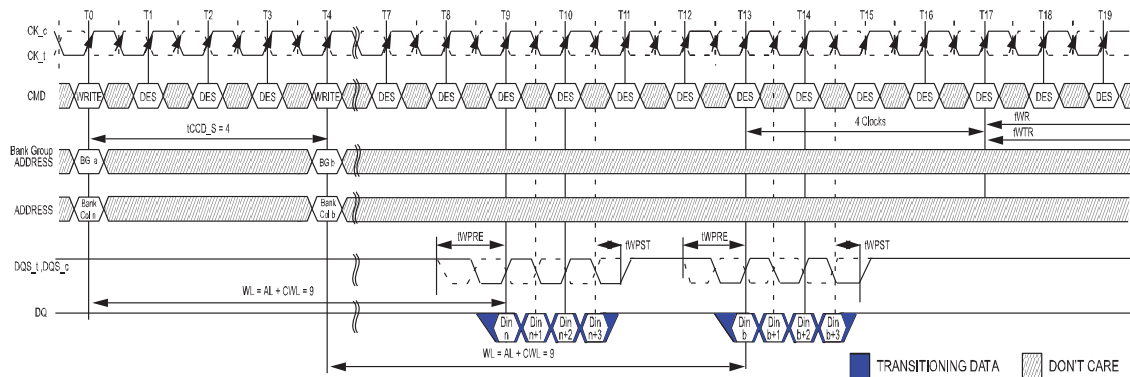 T0 T1 T2 T3 T4 T7 T8 T9 T10 T11 T12 T13 T14 T15 T16 T17 T18 T19
CK_c
CK_t
CMD WRITE DES DES DES WRITE DES DES DES DES DES DES DES DES DES DES DES DES DES
tCCD_S = 4
4 Clocks
tWR
tWTR
Bank Group
ADDRESS
BG a
BG b
ADDRESS
Bank
Col n
Bank
Col b
tWPRE
tWPST
tWPRE
tWPST
DQS_t ,DQS_c
WL = AL + CWL = 9
DQ
Din
n
Din
n+1
Din
n+2
Din
n+3
Din
b
Din
b+1
Din
b+2
Din
b+3
WL = AL + CWL = 9
TRANSITIONING DATA
DON'T CARE